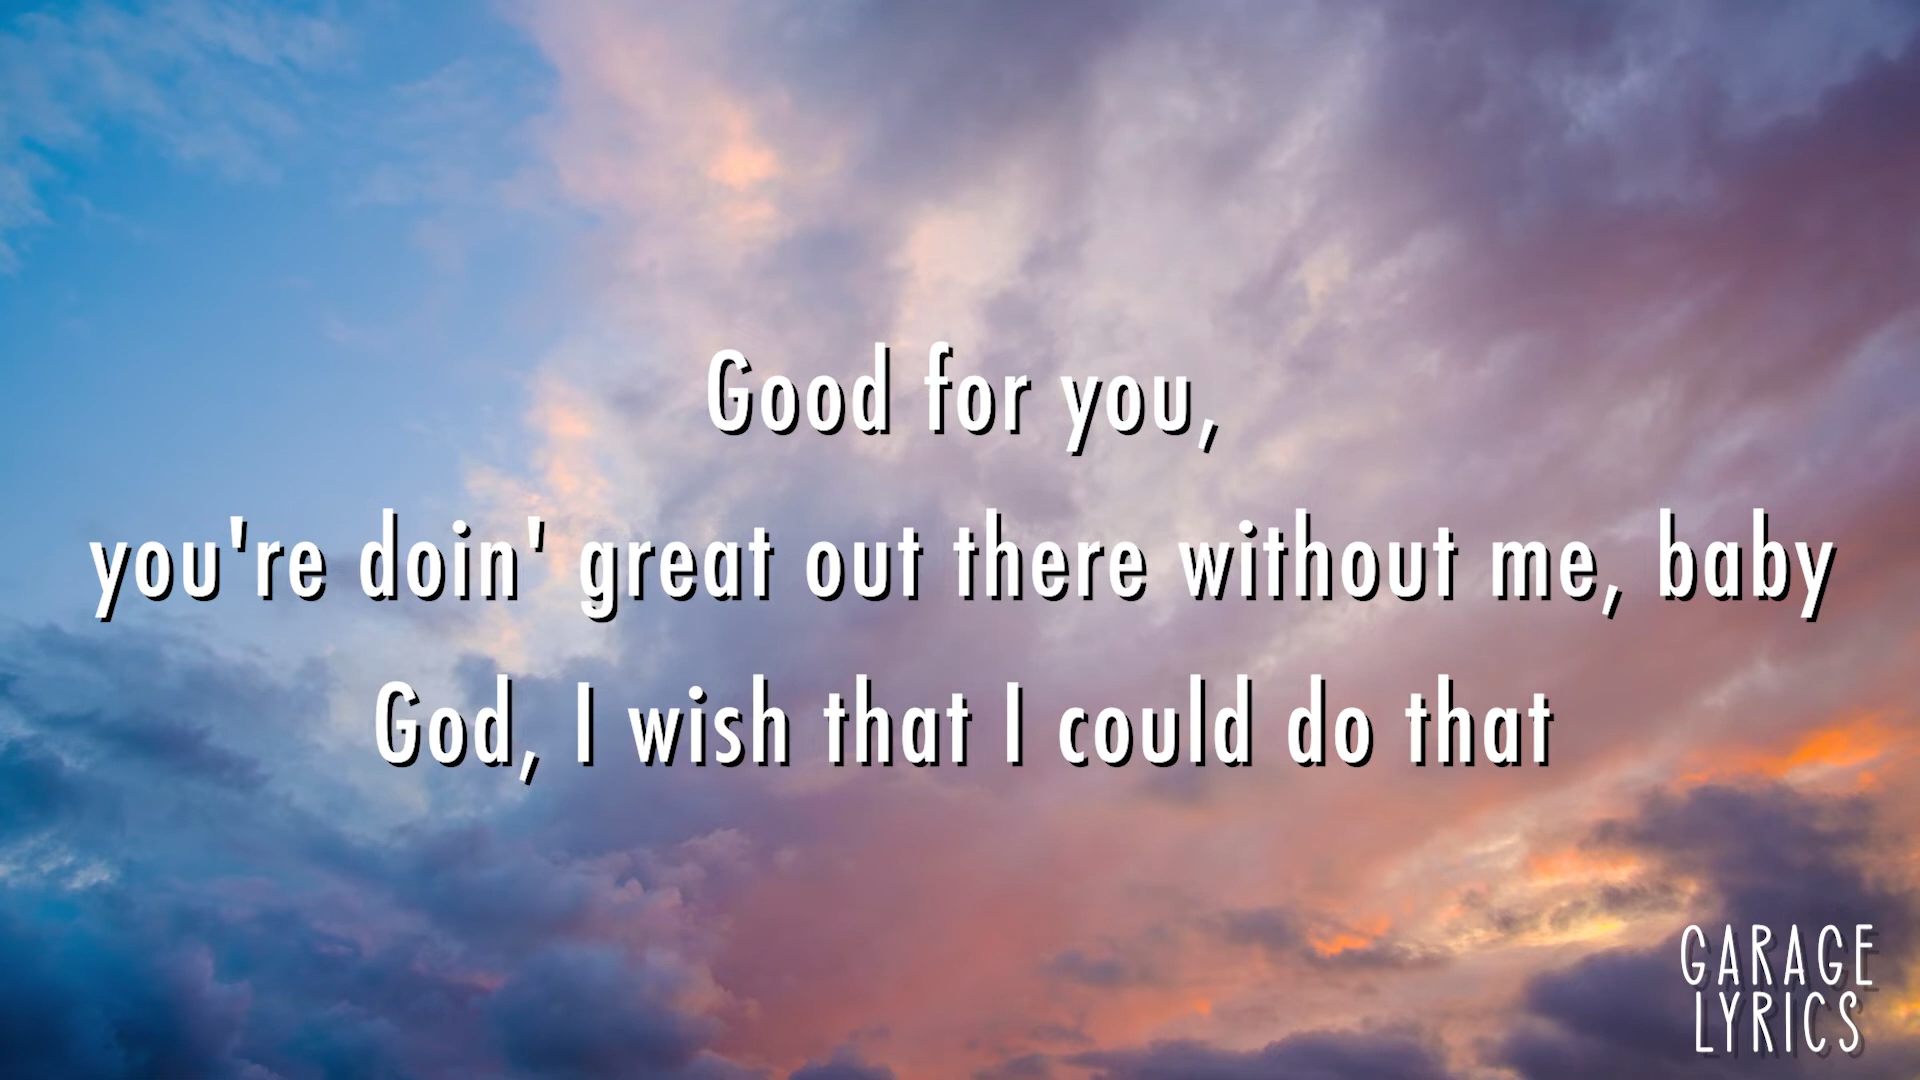 Good for you,
you're doin' great out there without me, baby
God, I wish that I could do that
GARAGE
LYRICS